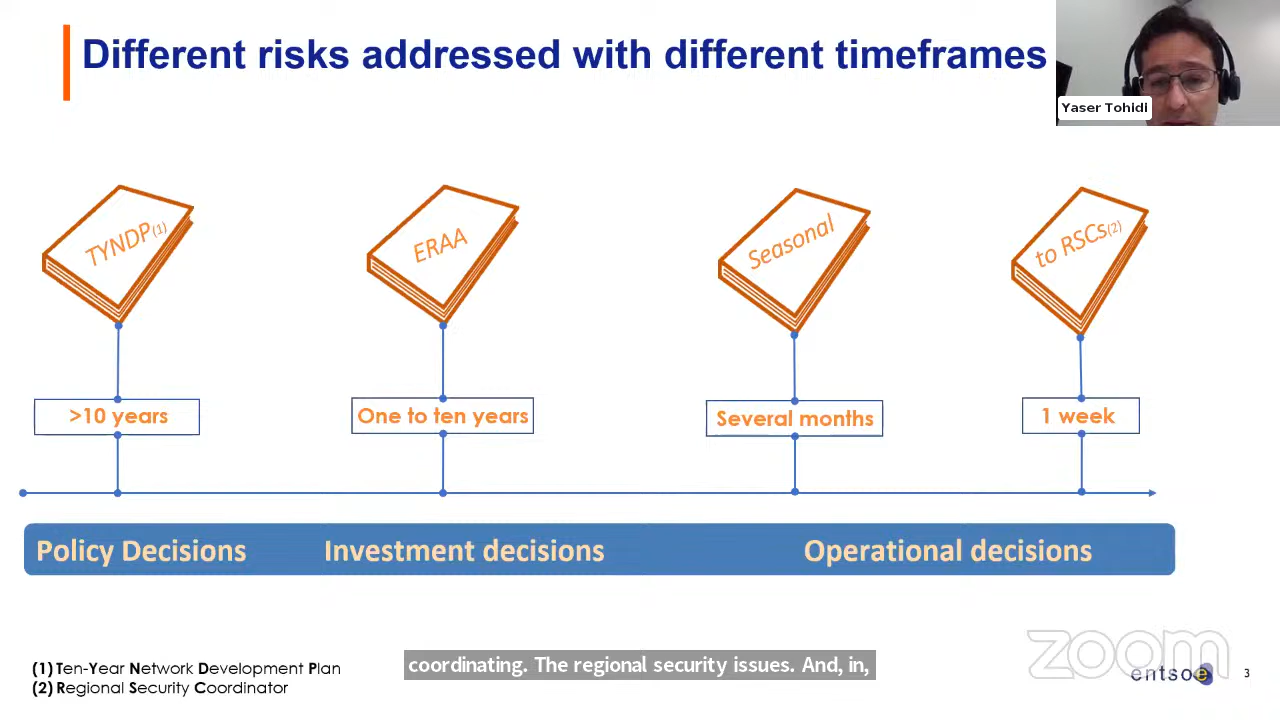 Different risks addressed with different timeframes
Yaser Tohidi
TYNDP(1)
ERAA
Seasonal
to RSCs(2)
>10 years
One to ten years
Several months
1 week
Policy Decisions
Investment decisions
Operational decisions
(1) Ten-Year Network Development Plan
(2) Regional Security Coordinator
coordinating. The regional security issues. And, in,
zoom
entsoe
3